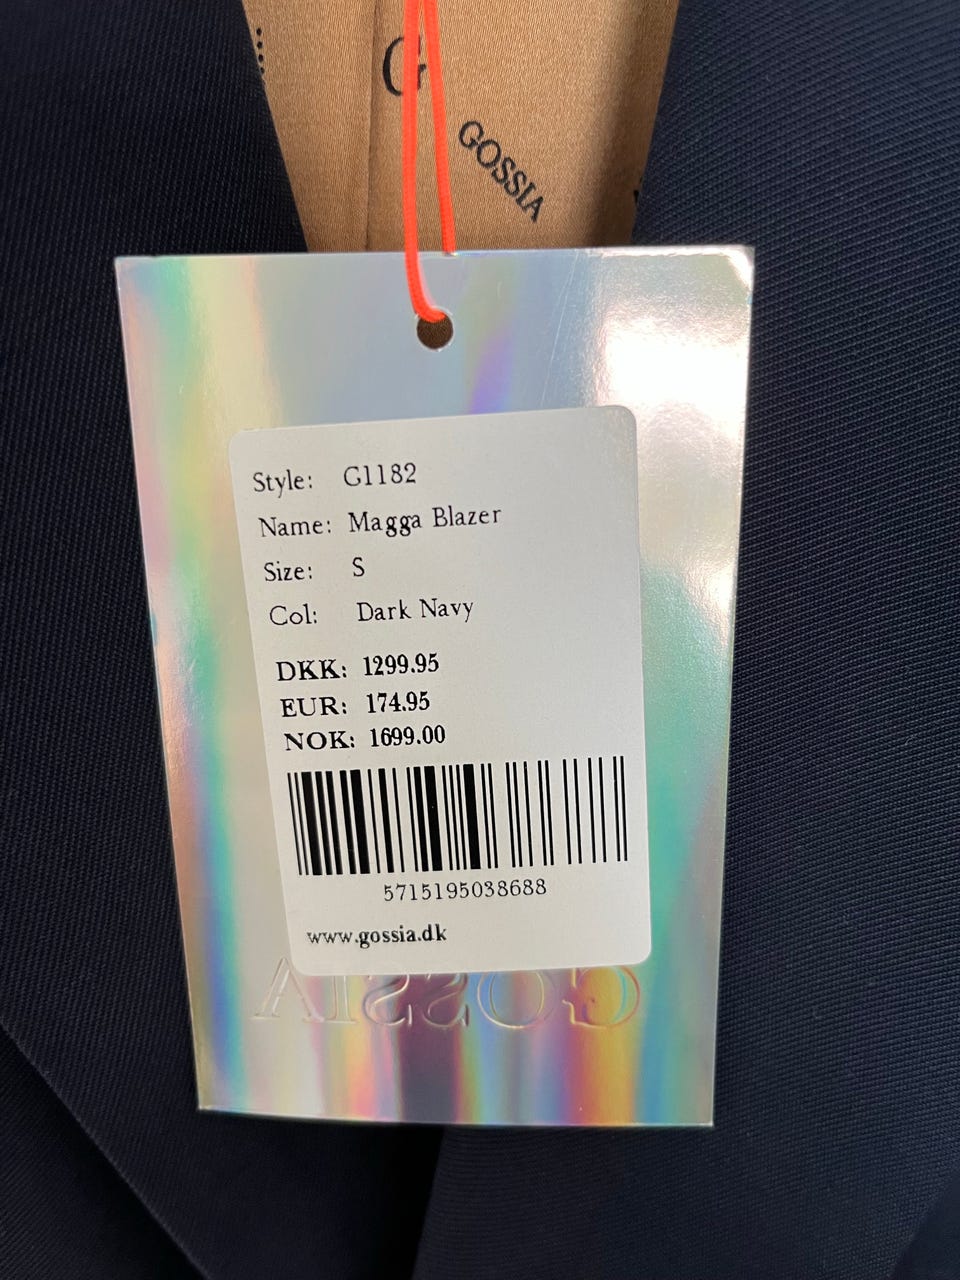 G
GOSSIA
Style: G1182
Name: Magga Blazer
Size: S
Col: Dark Navy
DKK: 1299.95
EUR: 174.95
NOK: 1699.00
5715195038688
www.gossia.dk
GOSSIA